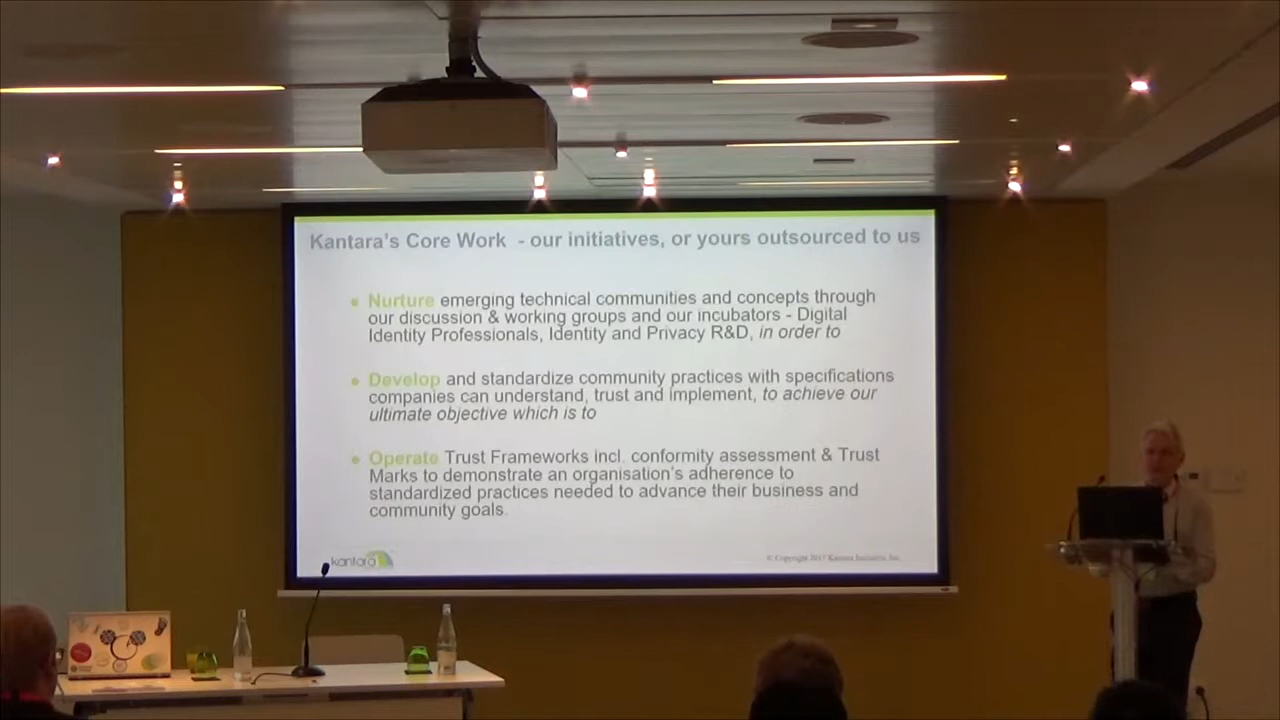 Kantara's Core Work - our initiatives, or yours outsourced to us
Nurture emerging technical communities and concepts through
our discussion & working groups and our incubators - Digital
Identity Professionals, Identity and Privacy R&D, in order to
Develop and standardize community practices with specifications
companies can understand, trust and implement, to achieve our
ultimate objective which is to
Operate Trust Frameworks incl. conformity assessment & Trust
Marks to demonstrate an organisation's adherence to
standardized practices needed to advance their business and
community goals.
kantara
© Copyright 2017 Kantara Initiative, Inc.